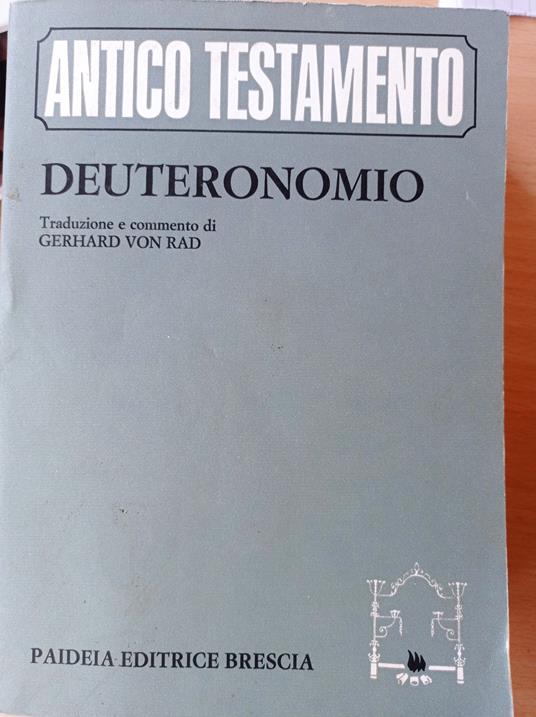 ANTICO TESTAMENTO
DEUTERONOMIO
Traduzione e commento di
GERHARD VON RAD
PAIDEIA EDITRICE BRESCIA